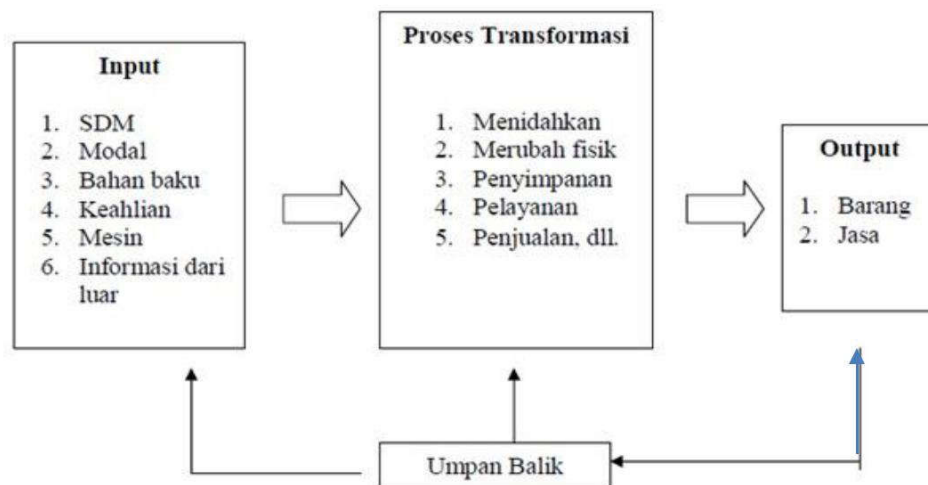 Input
1. SDM
2. Modal
3. Bahan baku
4. Keahlian
5. Mesin
6. Informasi dari
luar
Proses Transformasi
1. Menidahkan
2. Merubah fisik
3. Penyimpanan
4. Pelayanan
5. Penjualan, dll.
Output
1. Barang
2. Jasa
Umpan Balik